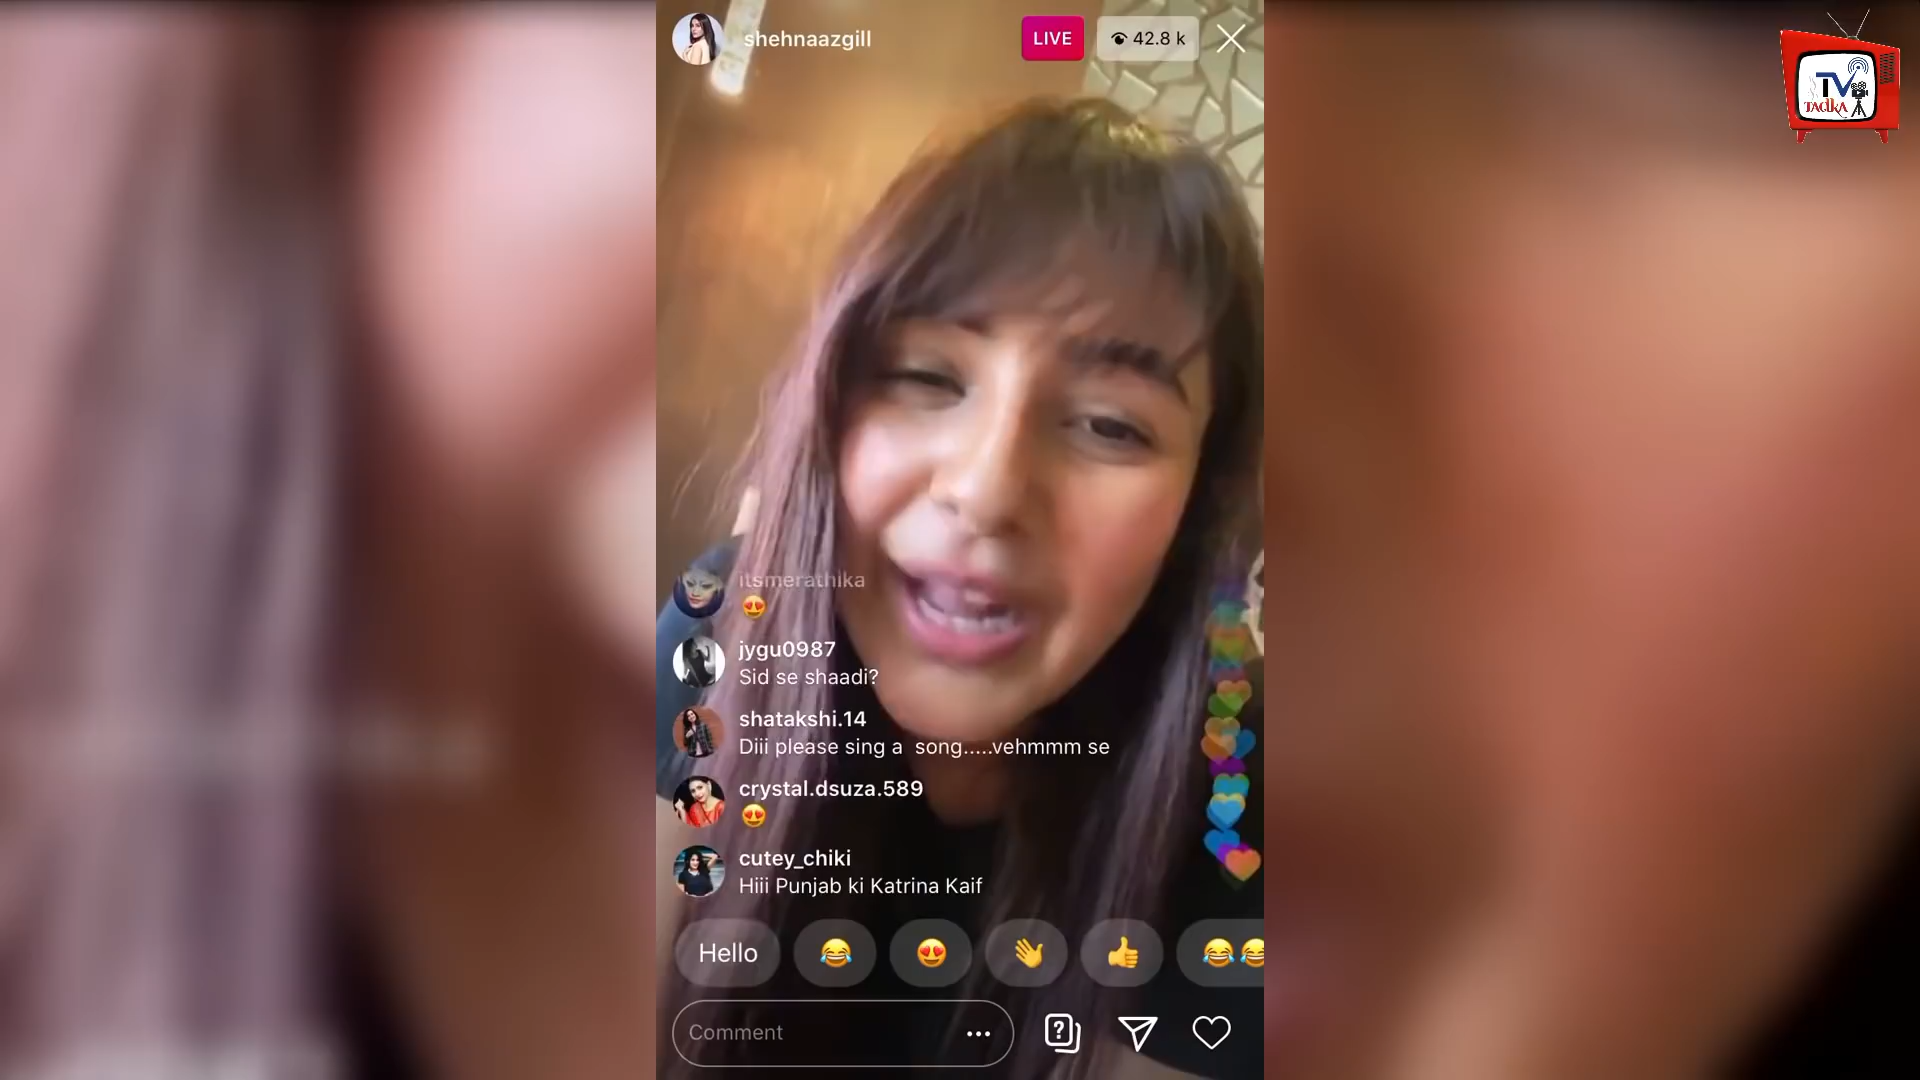 shehnaazgill
LIVE
42.8 k
TV
TAdKA
itsmerathika
😍
jygu0987
Sid se shaadi?
shatakshi.14
Diii please sing a song.....vehmmm se
crystal.dsuza.589
😍
cutey_chiki
Hiii Punjab ki Katrina Kaif
Hello 😂 😍 👋 👍 😂😂
Comment